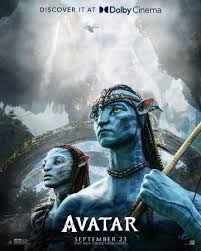 DISCOVER IT AT Dolby Cinema
AVATAR
SEPTEMBER 23